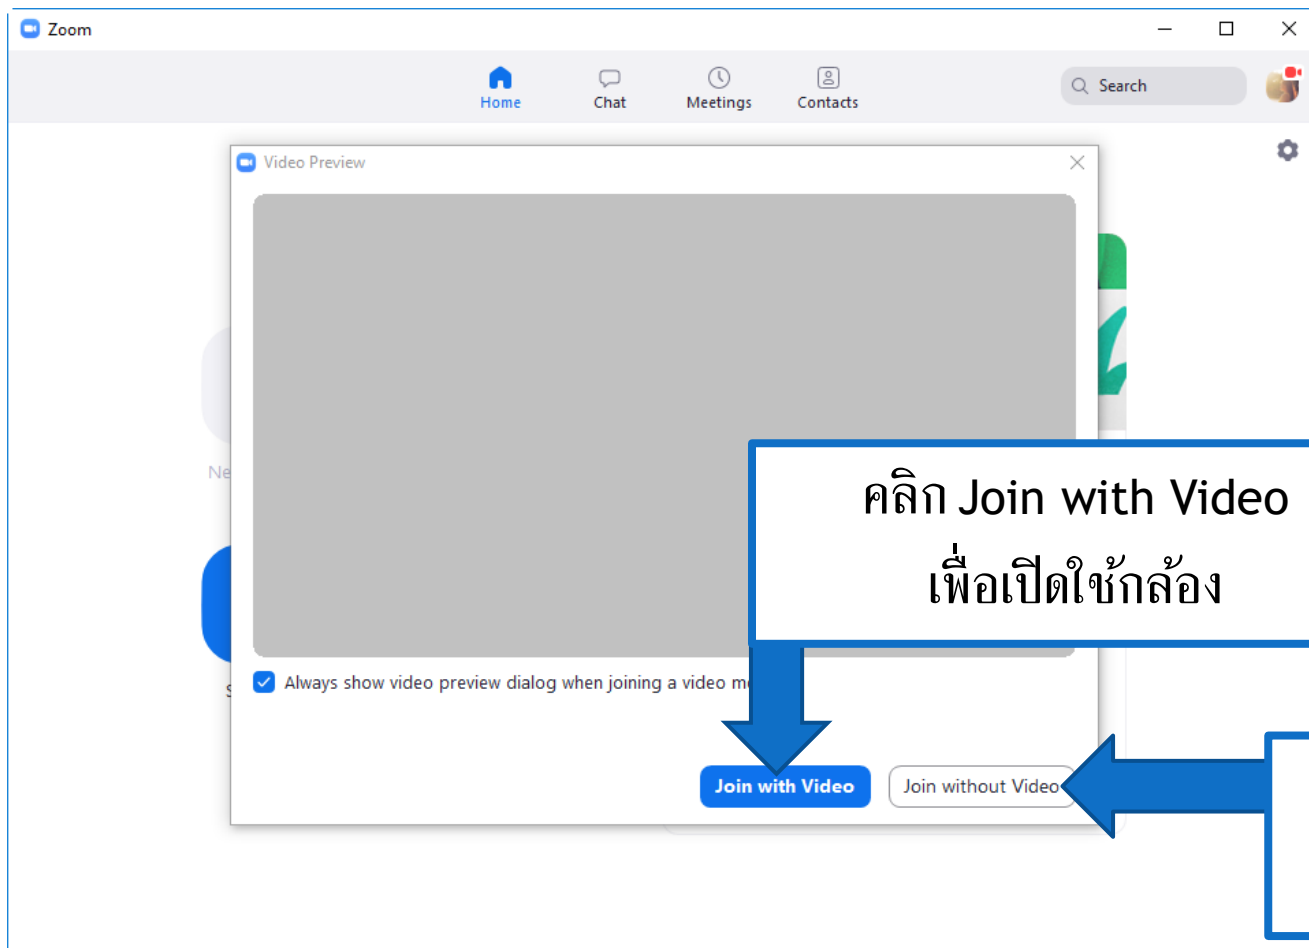 Zoom
Home Chat Meetings Contacts Search
Video Preview
Ne
คลิก Join with Video
เพื่อเปิดใช้กล้อง
Always show video preview dialog when joining a video m
Join with Video Join without Video